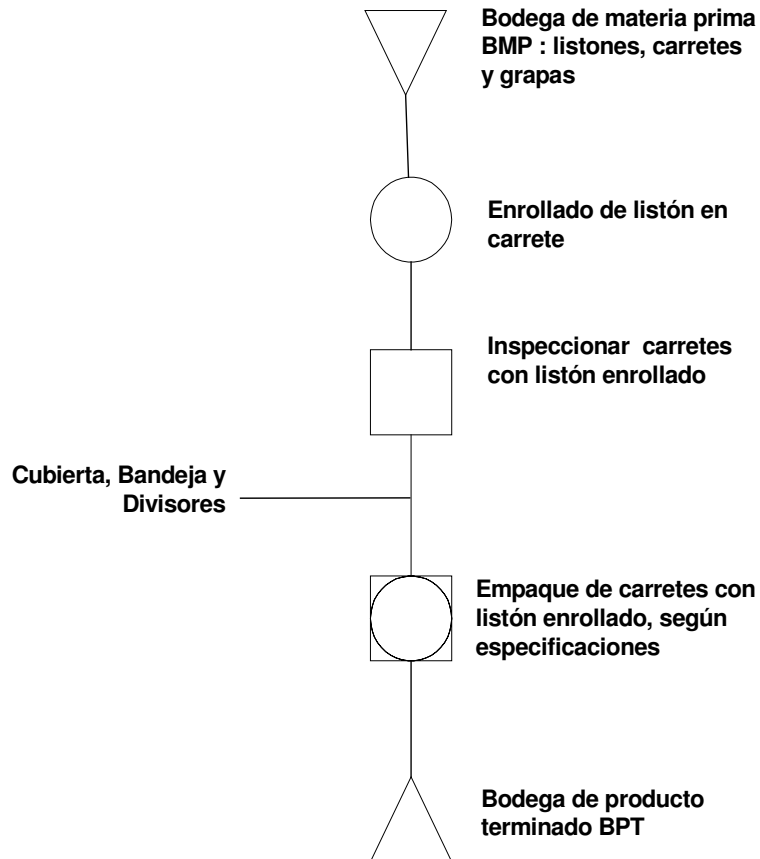 Bodega de materia prima
BMP : listones, carretes
y grapas
Enrollado de listón en
carrete
Inspeccionar carretes
con listón enrollado
Cubierta, Bandeja y
Divisores
Empaque de carretes con
listón enrollado, según
especificaciones
Bodega de producto
terminado BPT